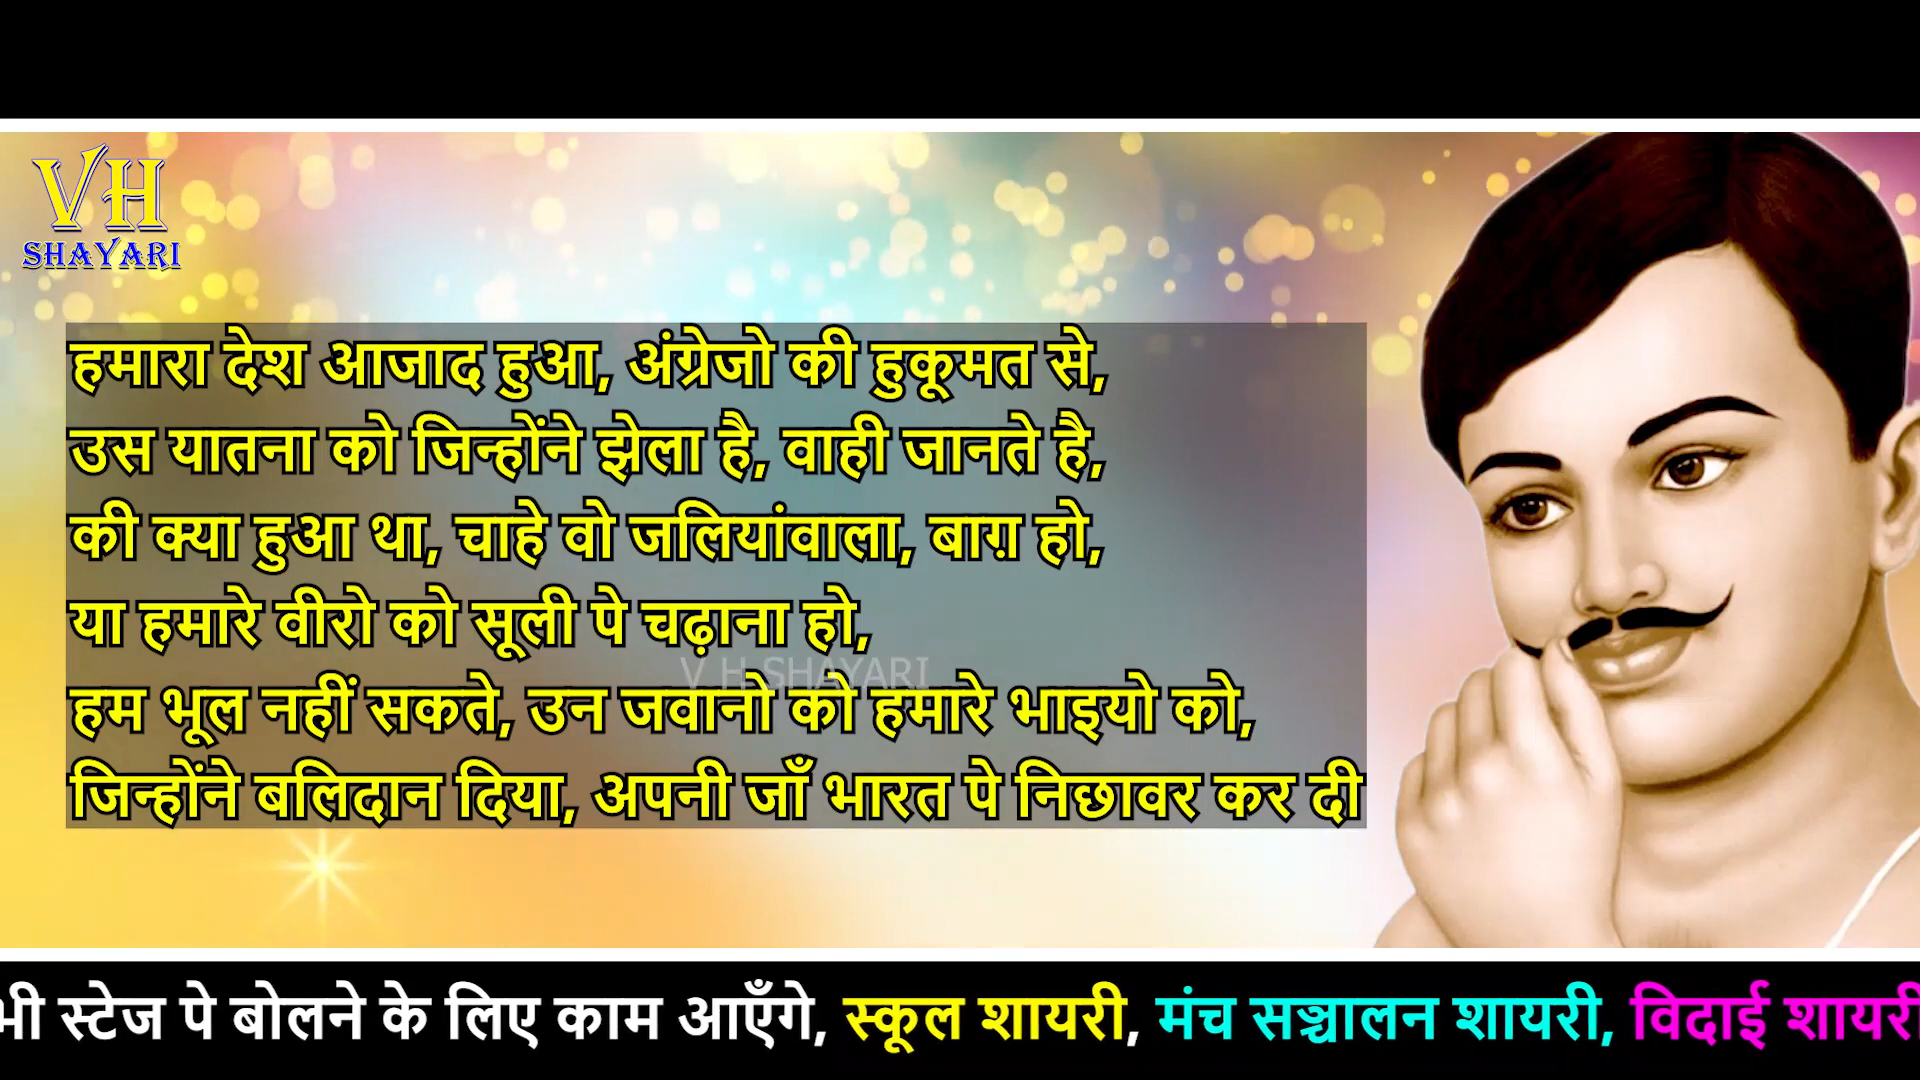 VH
SHAYARI
हमारा देश आजाद हुआ, अंग्रेजो की हुकूमत से,
उस यातना को जिन्होंने झेला है, वाही जानते है,
की क्या हुआ था, चाहे वो जलियांवाला, बाग़ हो,
या हमारे वीरो को सूली पे चढ़ाना हो,
V H SHAYARI
हम भूल नहीं सकते, उन जवानो को हमारे भाइयो को,
जिन्होंने बलिदान दिया, अपनी जाँ भारत पे निछावर कर दी
भी स्टेज पे बोलने के लिए काम आएँगे, स्कूल शायरी, मंच सञ्चालन शायरी, विदाई शायरी,